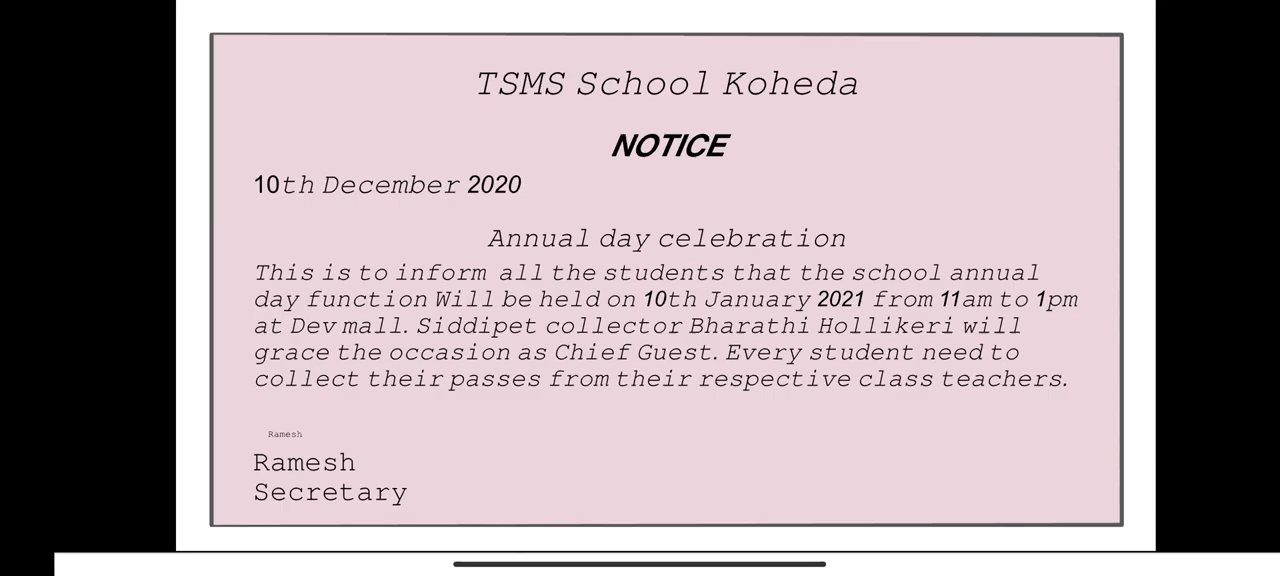 TSMS School Koheda
NOTICE
10th December 2020
Annual day celebration
This is to inform all the students that the school annual
day function Will be held on 10th January 2021 from 11am to 1pm
at Dev mall. Siddipet collector Bharathi Hollikeri will
grace the occasion as Chief Guest. Every student need to
collect their passes from their respective class teachers.
Ramesh
Ramesh
Secretary